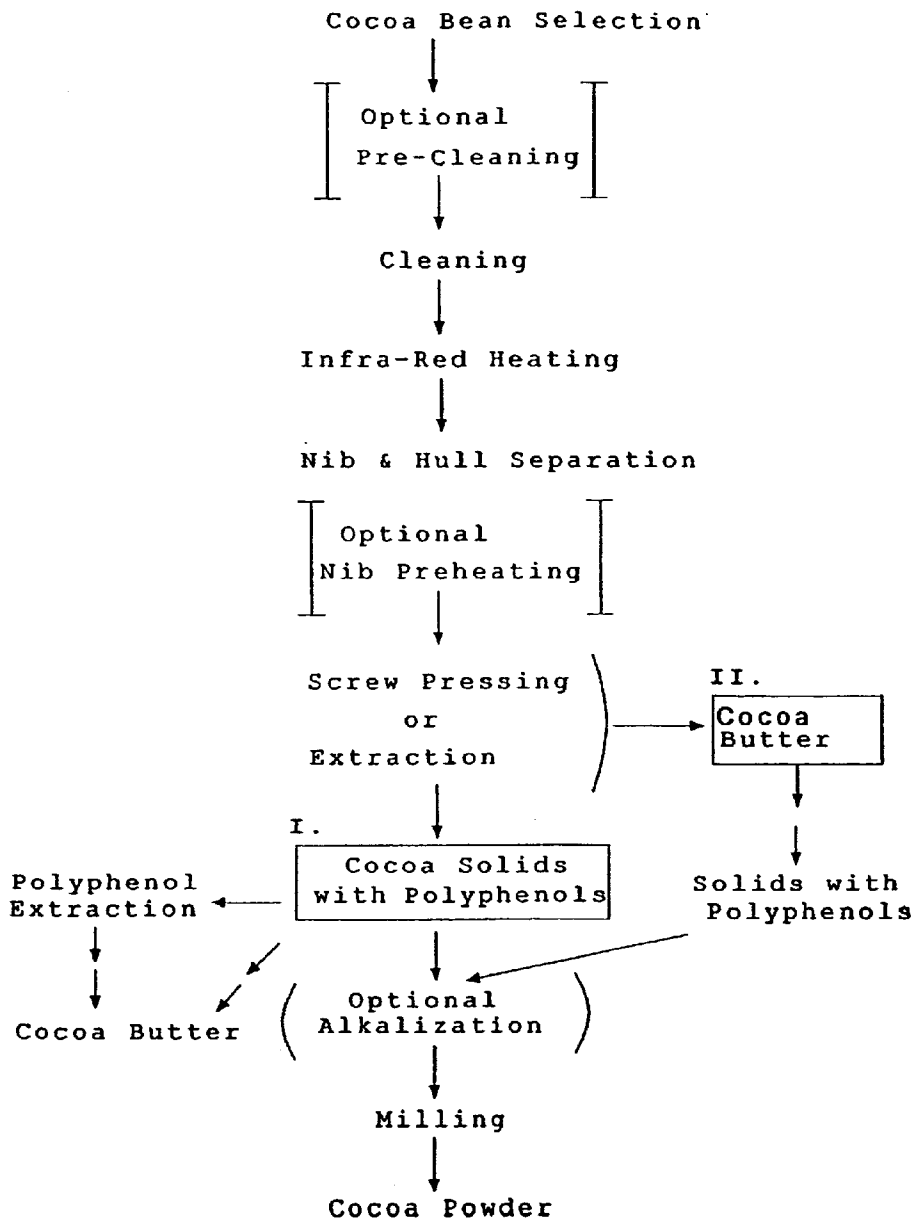 Cocoa Bean Selection
Optional
Pre-Cleaning
Cleaning
Infra-Red Heating
Nib & Hull Separation
Optional
Nib Preheating
Screw Pressing
or
Extraction
II.
Cocoa
Butter
I.
Cocoa Solids
with Polyphenols
Polyphenol
Extraction
Solids with
Polyphenols
Cocoa Butter
Optional
Alkalization
Milling
Cocoa Powder